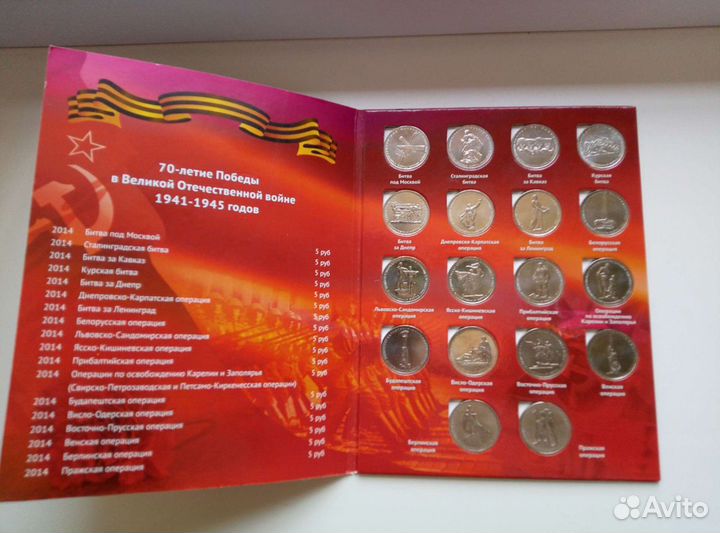 70-летие Победы
в Великой Отечественной войне
1941-1945 годов
2014 Битва под Москвой 5 руб
2014 Сталинградская битва 5 руб
2014 Битва за Кавказ 5 руб
2014 Курская битва 5 руб
2014 Битва за Днепр 5 руб
2014 Днепровско-Карпатская операция 5 руб
2014 Битва за Ленинград 5 руб
2014 Белорусская операция 5 руб
2014 Львовско-Сандомирская операция 5 руб
2014 Ясско-Кишиневская операция 5 руб
2014 Прибалтийская операция 5 руб
2014 Операции по освобождению Карелии и Заполярья
(Свирско-Петрозаводская и Петсамо-Киркенесская операции) 5 руб
2014 Будапештская операция 5 руб
2014 Висло-Одерская операция 5 руб
2014 Восточно-Прусская операция 5 руб
2014 Венская операция 5 руб
2014 Берлинская операция 5 руб
2014 Пражская операция 5 руб
Битва
под Москвой
Сталинградская
битва
Битва
за Кавказ
Курская
битва
Битва
за Днепр
Днепровско-Карпатская
операция
Битва
за Ленинград
Белорусская
операция
Львовско-Сандомирская
операция
Ясско-Кишиневская
операция
Прибалтийская
операция
Операции
по освобождению
Карелии и Заполярья
Будапештская
операция
Висло-Одерская
операция
Восточно-Прусская
операция
Венская
операция
Берлинская
операция
Пражская
операция
Avito